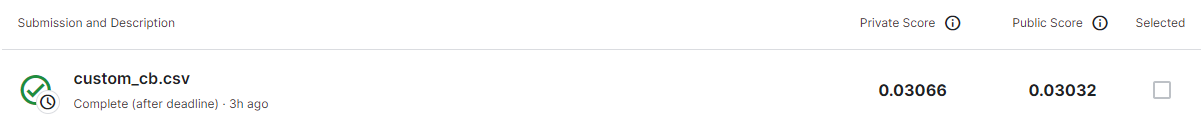 Submission and Description Private Score Public Score Selected
custom_cb.csv 0.03066 0.03032
Complete (after deadline) · 3h ago